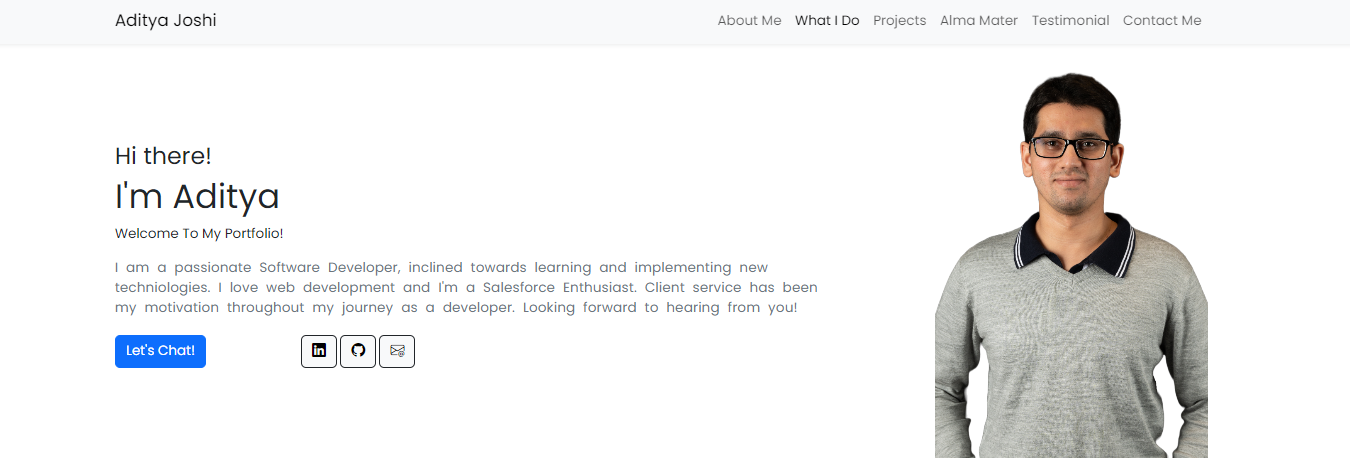 Aditya Joshi
About Me What I Do Projects Alma Mater Testimonial Contact Me
Hi there!
I'm Aditya
Welcome To My Portfolio!
I am a passionate Software Developer, inclined towards learning and implementing new
techniologies. I love web development and I'm a Salesforce Enthusiast. Client service has been
my motivation throughout my journey as a developer. Looking forward to hearing from you!
Let's Chat!